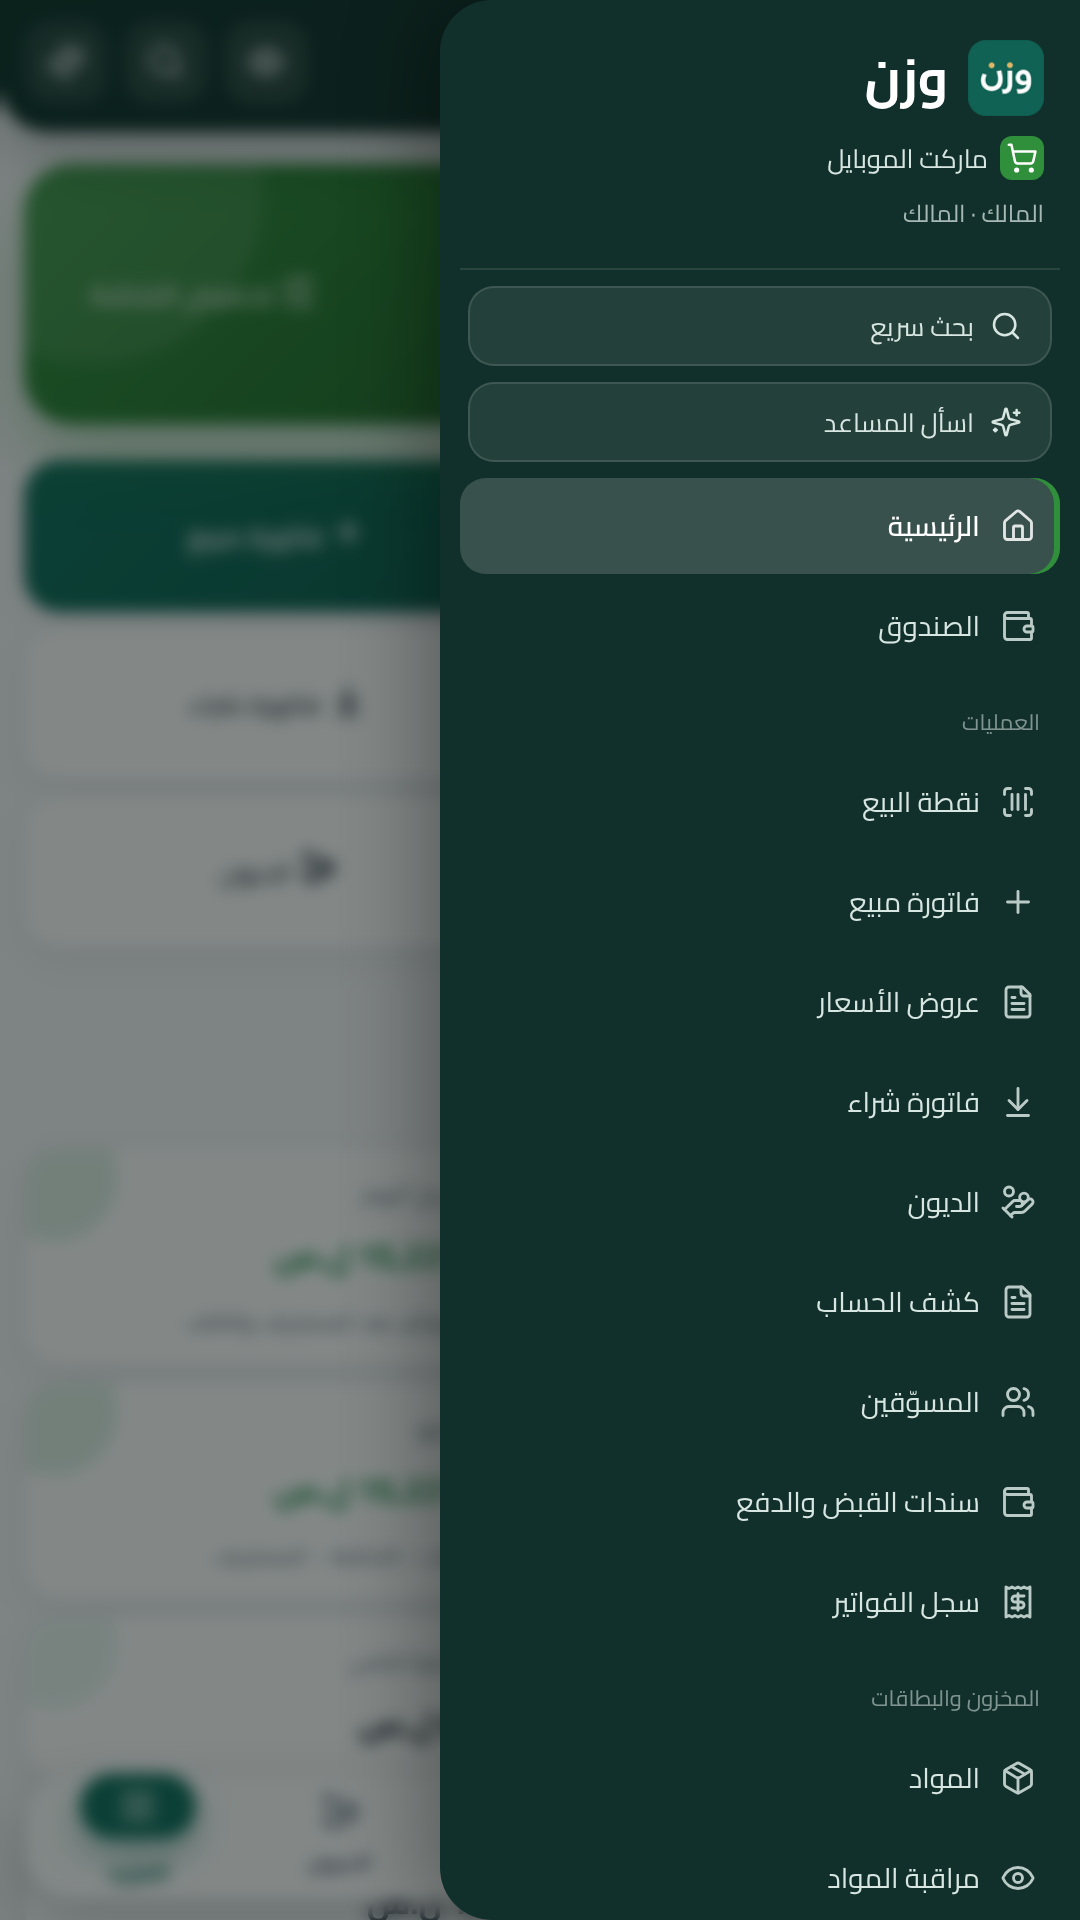 وزن
وزن
ماركت الموبايل
المالك · المالك
بحث سريع
اسأل المساعد
الرئيسية
الصندوق
العمليات
نقطة البيع
فاتورة مبيع
عروض الأسعار
فاتورة شراء
الديون
كشف الحساب
المسوّقين
سندات القبض والدفع
سجل الفواتير
المخزون والبطاقات
المواد
مراقبة المواد